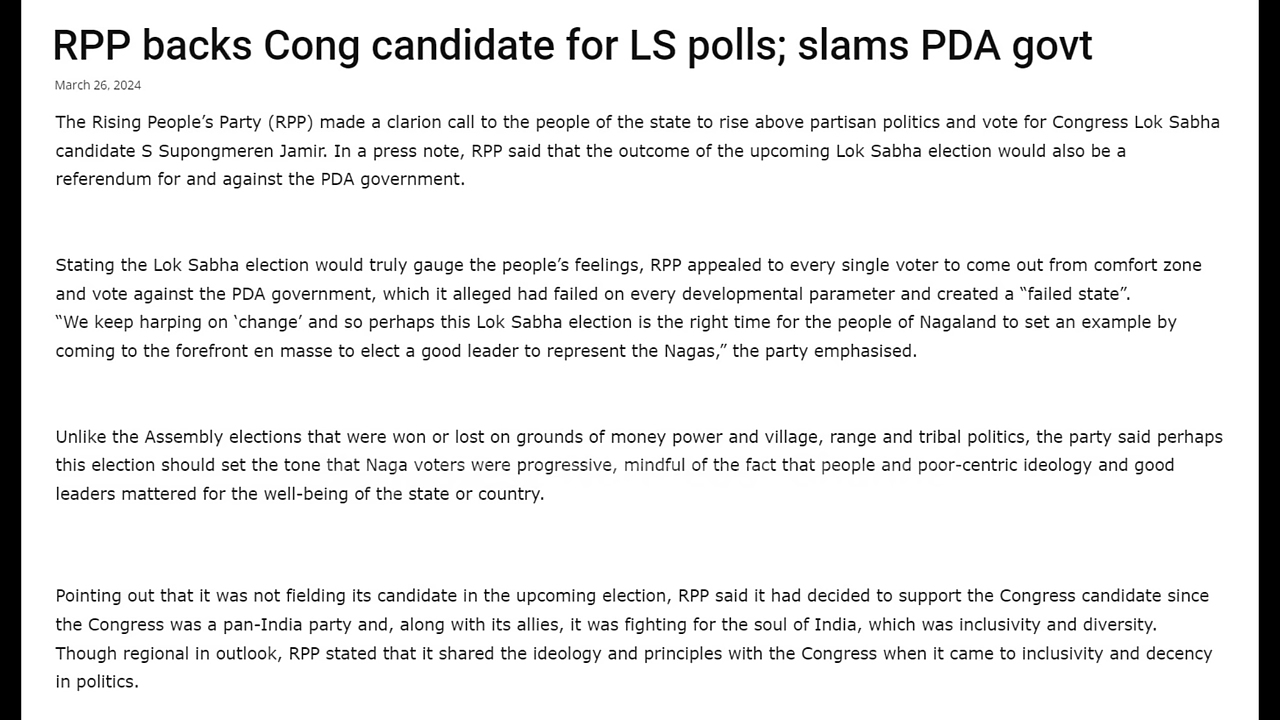 RPP backs Cong candidate for LS polls; slams PDA govt
March 26, 2024
The Rising People’s Party (RPP) made a clarion call to the people of the state to rise above partisan politics and vote for Congress Lok Sabha
candidate S Supongmeren Jamir. In a press note, RPP said that the outcome of the upcoming Lok Sabha election would also be a
referendum for and against the PDA government.
Stating the Lok Sabha election would truly gauge the people’s feelings, RPP appealed to every single voter to come out from comfort zone
and vote against the PDA government, which it alleged had failed on every developmental parameter and created a “failed state”.
“We keep harping on ‘change’ and so perhaps this Lok Sabha election is the right time for the people of Nagaland to set an example by
coming to the forefront en masse to elect a good leader to represent the Nagas,” the party emphasised.
Unlike the Assembly elections that were won or lost on grounds of money power and village, range and tribal politics, the party said perhaps
this election should set the tone that Naga voters were progressive, mindful of the fact that people and poor-centric ideology and good
leaders mattered for the well-being of the state or country.
Pointing out that it was not fielding its candidate in the upcoming election, RPP said it had decided to support the Congress candidate since
the Congress was a pan-India party and, along with its allies, it was fighting for the soul of India, which was inclusivity and diversity.
Though regional in outlook, RPP stated that it shared the ideology and principles with the Congress when it came to inclusivity and decency
in politics.